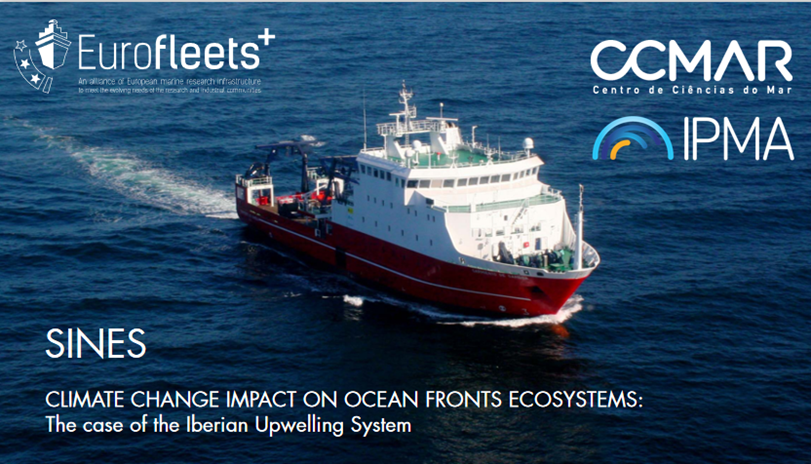 Eurofleets+
An alliance of European marine research infrastructure
to meet the evolving needs of the research and industrial communities
CCMAR
Centro de Ciências do Mar
IPMA
SINES
CLIMATE CHANGE IMPACT ON OCEAN FRONTS ECOSYSTEMS:
The case of the Iberian Upwelling System